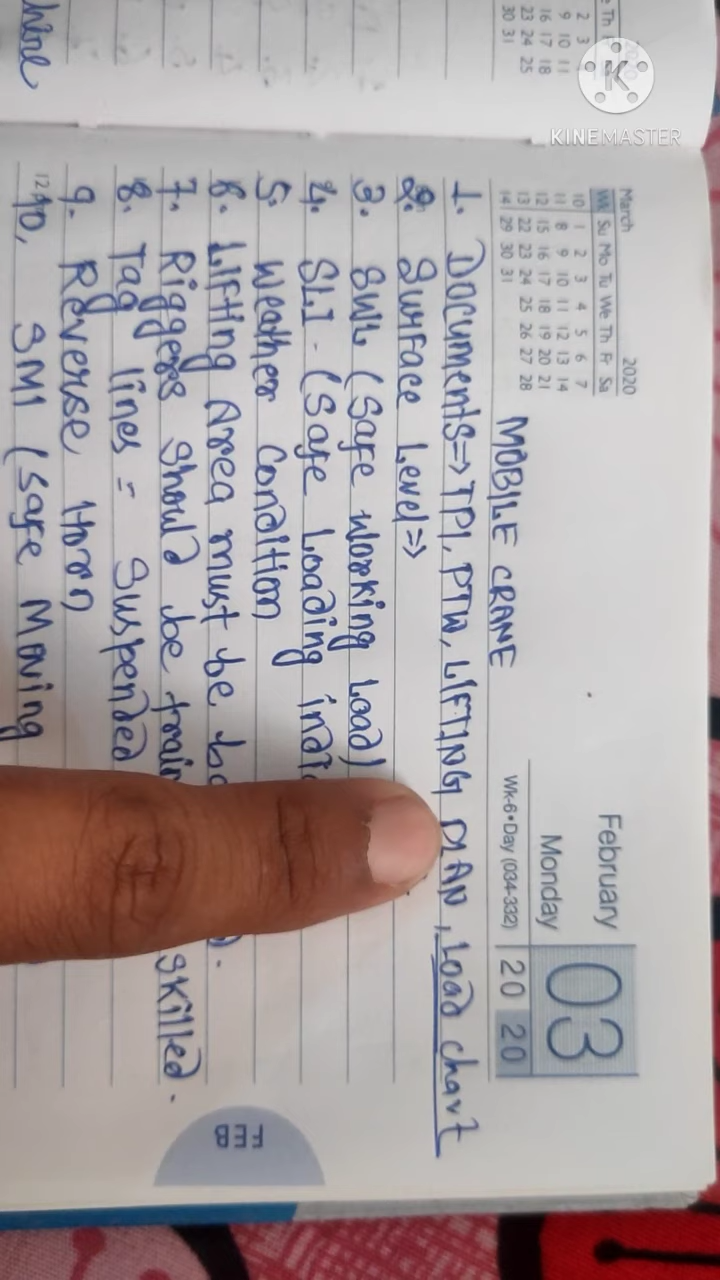 KINEMASTER
hine
March 2020
Wk Su Mo Tu We Th Fr Sa
10 1 2 3 4 5 6 7
11 8 9 10 11 12 13 14
12 15 16 17 18 19 20 21
13 22 23 24 25 26 27 28
14 29 30 31
February
03
Monday
Wk-6•Day (034-332)
20 20
MOBILE CRANE
1. Documents=> TPI, PTW, LIFTING PLAN, Load chart
2. Surface Level=>
3. SWL (Safe working Load)
4. SLI - (Safe Loading
5. Weather Condition
6. Lifting Area must be
7. Riggers Should be skilled.
8. Tag lines = Suspended
9. Reverse Horn
10. SMI (Safe Moving
12
FEB